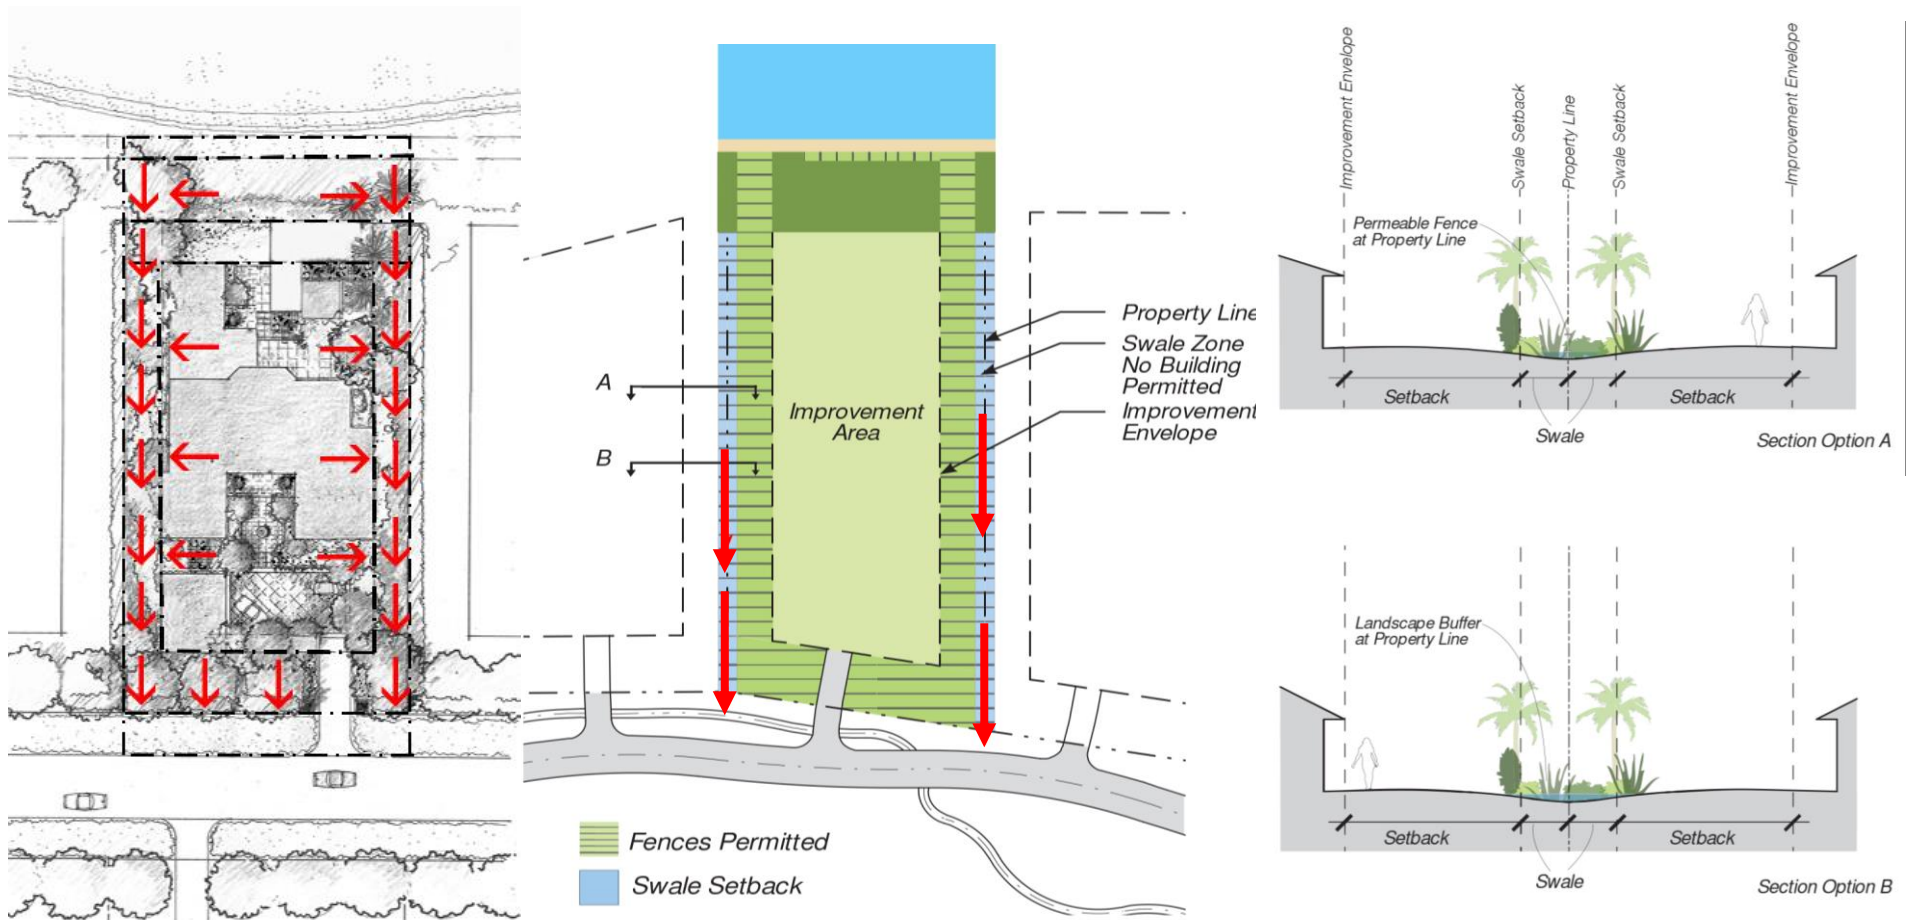 Property Line
Swale Zone
No Building
Permitted
Improvement
Envelope
A
B
Improvement
Area
Fences Permitted
Swale Setback
Improvement Envelope
Swale Setback
Property Line
Swale Setback
Improvement Envelope
Permeable Fence
at Property Line
Setback
Setback
Swale
Section Option A
Landscape Buffer
at Property Line
Setback
Setback
Swale
Section Option B